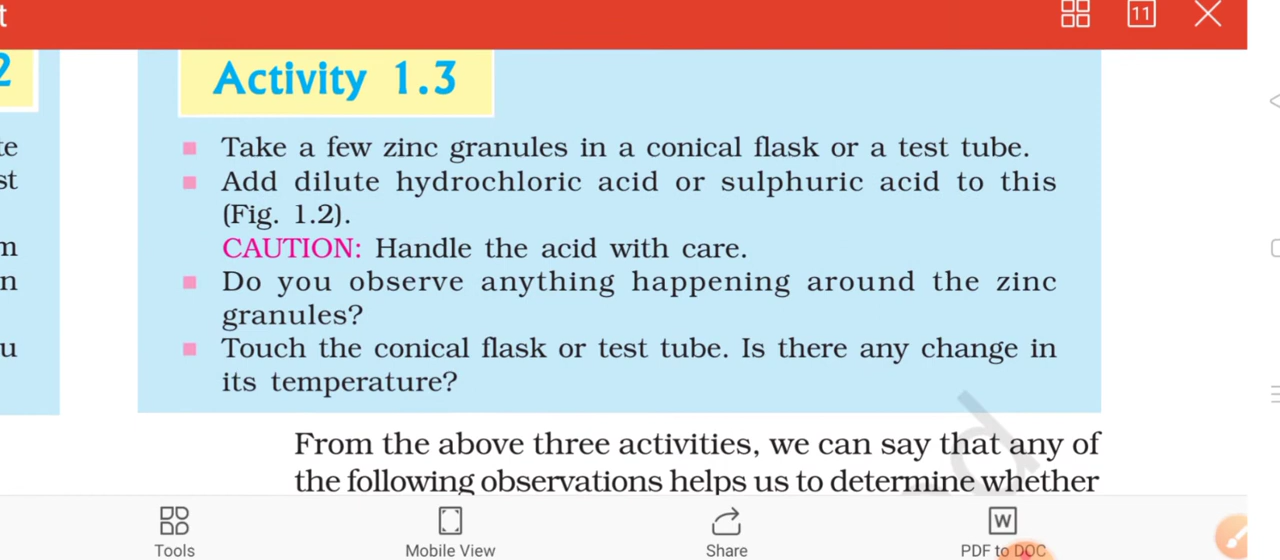 t
11
2
Activity 1.3
te
Take a few zinc granules in a conical flask or a test tube.
st
Add dilute hydrochloric acid or sulphuric acid to this
(Fig. 1.2).
m
CAUTION: Handle the acid with care.
n
Do you observe anything happening around the zinc
granules?
u
Touch the conical flask or test tube. Is there any change in
its temperature?
From the above three activities, we can say that any of
the following observations helps us to determine whether
Tools
Mobile View
Share
W
PDF to DOC